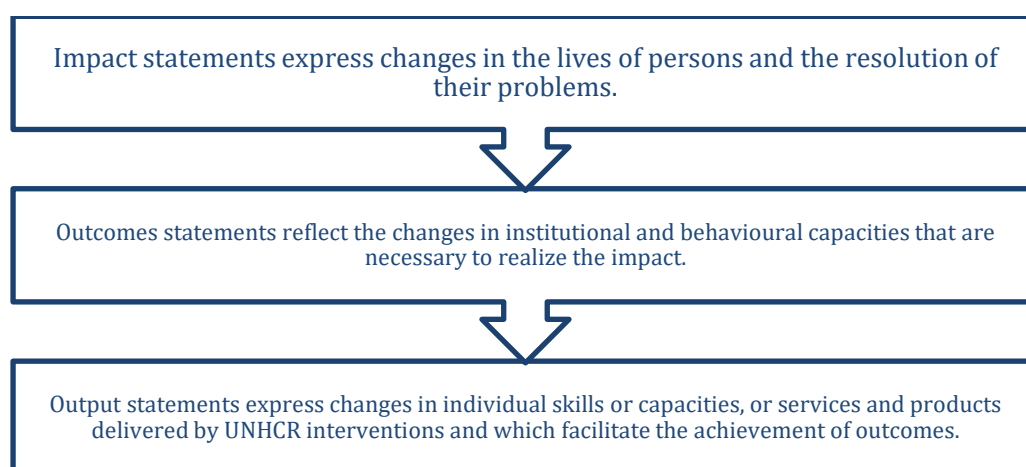 Impact statements express changes in the lives of persons and the resolution of
their problems.
Outcomes statements reflect the changes in institutional and behavioural capacities that are
necessary to realize the impact.
Output statements express changes in individual skills or capacities, or services and products
delivered by UNHCR interventions and which facilitate the achievement of outcomes.